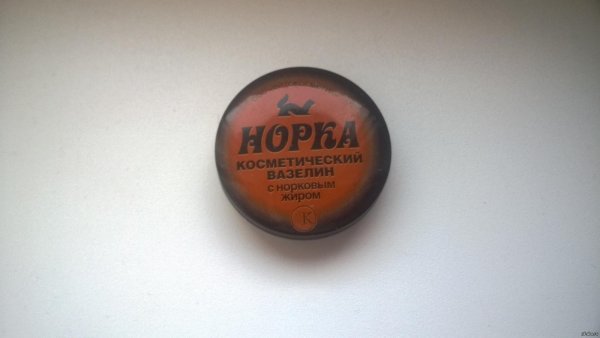 НОРКА
КОСМЕТИЧЕСКИЙ
ВАЗЕЛИН
С НОРКОВЫМ
ЖИРОМ
К